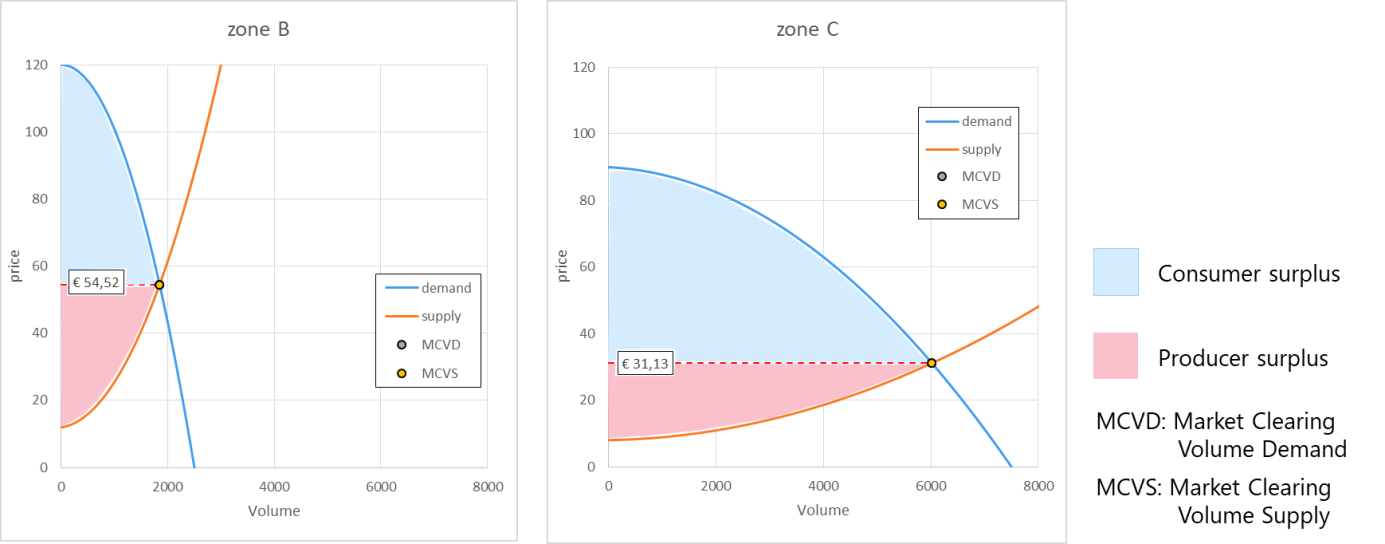 zone B
120
100
80
60
40
20
0
price
€ 54,52
demand
supply
MCVD
MCVS
0
2000
4000
6000
8000
Volume
zone C
120
100
80
60
40
20
0
price
€ 31,13
demand
supply
MCVD
MCVS
0
2000
4000
6000
8000
Volume
Consumer surplus
Producer surplus
MCVD: Market Clearing
Volume Demand
MCVS: Market Clearing
Volume Supply